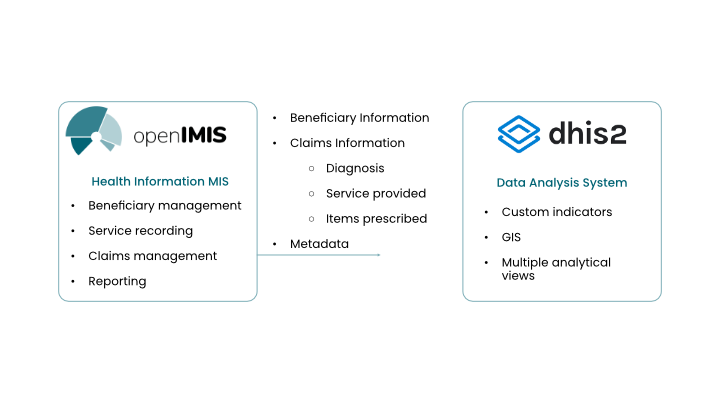 openIMIS
Health Information MIS
• Beneficiary management
• Service recording
• Claims management
• Reporting
• Beneficiary Information
• Claims Information
○ Diagnosis
○ Service provided
○ Items prescribed
• Metadata
dhis2
Data Analysis System
• Custom indicators
• GIS
• Multiple analytical
views